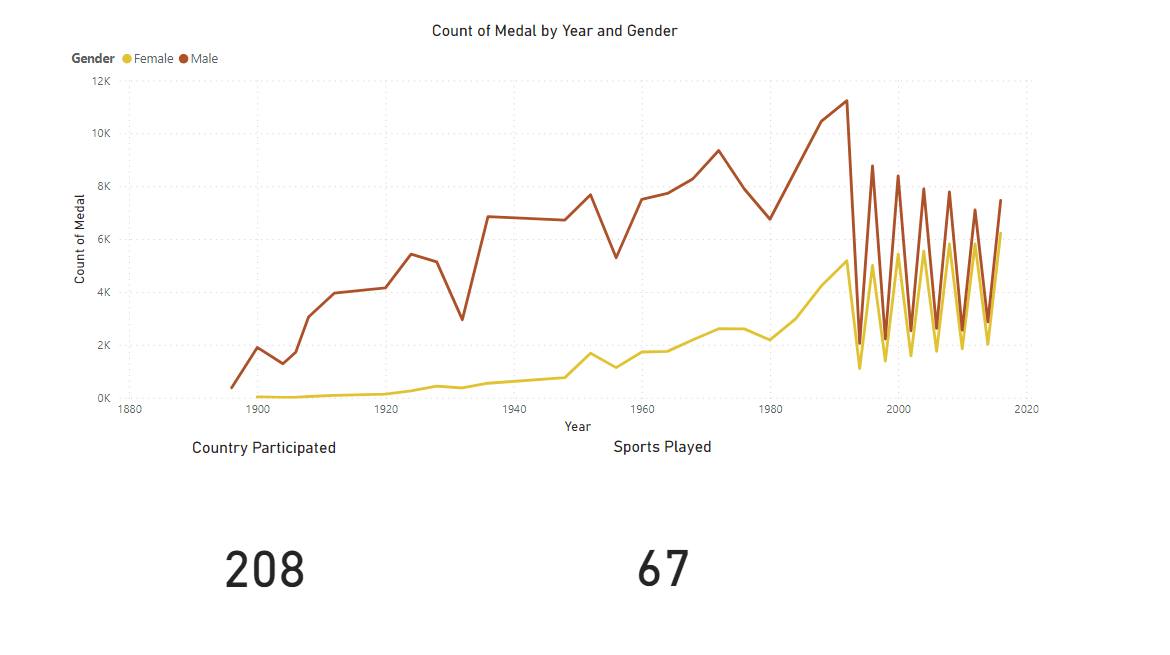 Count of Medal by Year and Gender
Gender Female Male
12K
10K
8K
6K
4K
2K
0K
Count of Medal
1880 1900 1920 1940 1960 1980 2000 2020
Year
Country Participated
Sports Played
208
67